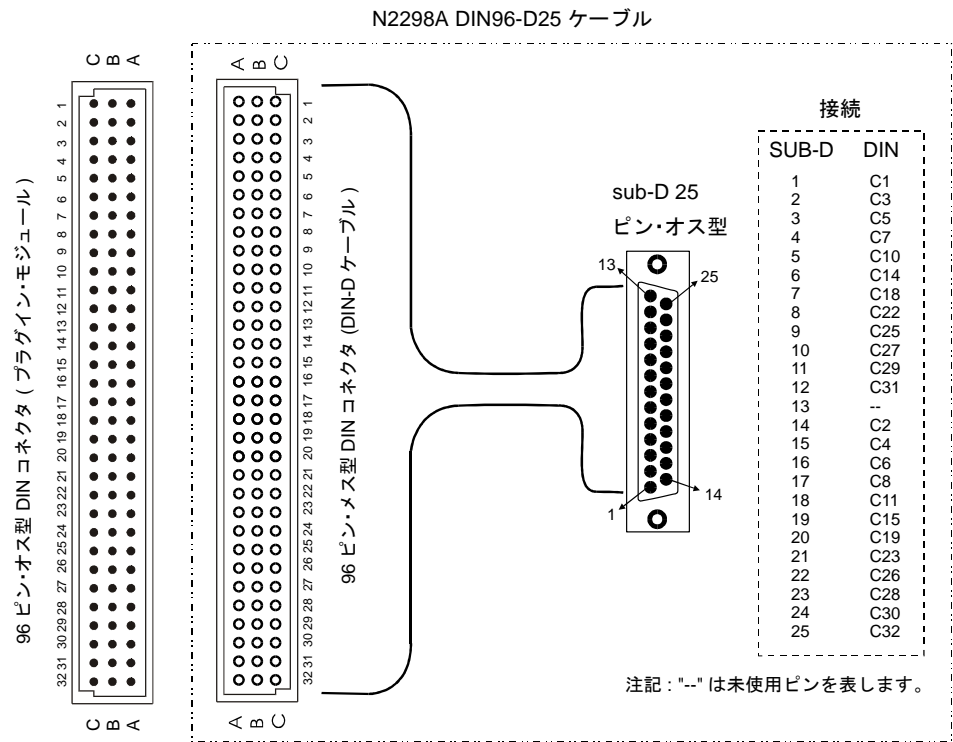 N2298A DIN96-D25 ケーブル
C B A
1
2
3
4
5
6
7
8
9
10
11
12
13
14
15
16
17
18
19
20
21
22
23
24
25
26
27
28
29
30
31
32
C B A
96 ピン・オス型 DIN コネクタ ( プラグイン・モジュール )
A B C
1
2
3
4
5
6
7
8
9
10
11
12
13
14
15
16
17
18
19
20
21
22
23
24
25
26
27
28
29
30
31
32
A B C
96 ピン・メス型 DIN コネクタ (DIN-D ケーブル )
sub-D 25
ピン・オス型
13
25
14
1
接続
SUB-D DIN
1 C1
2 C3
3 C5
4 C7
5 C10
6 C14
7 C18
8 C22
9 C25
10 C27
11 C29
12 C31
13 --
14 C2
15 C4
16 C6
17 C8
18 C11
19 C15
20 C19
21 C23
22 C26
23 C28
24 C30
25 C32
注記 : "--" は未使用ピンを表します。